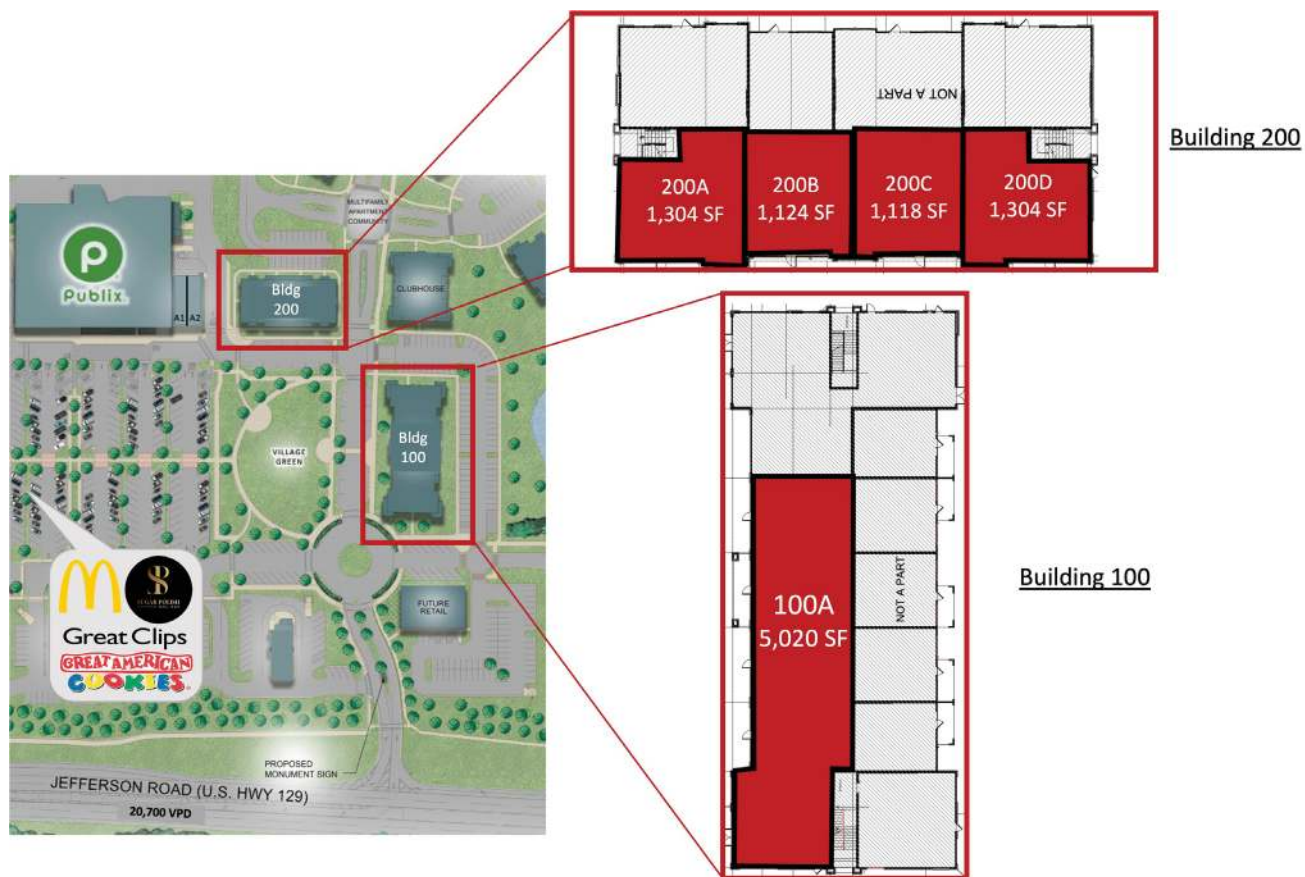 NOT A PART
Building 200
200A
1,304 SF
200B
1,124 SF
200C
1,118 SF
200D
1,304 SF
MULTIFAMILY
APARTMENT
COMMUNITY
Publix
A1 A2
Bldg
200
CLUBHOUSE
Bldg
100
VILLAGE
GREEN
Great Clips
GREAT AMERICAN
COOKIES
FUTURE
RETAIL
PROPOSED
MONUMENT SIGN
JEFFERSON ROAD (U.S. HWY 129)
20,700 VPD
100A
5,020 SF
NOT A PART
Building 100